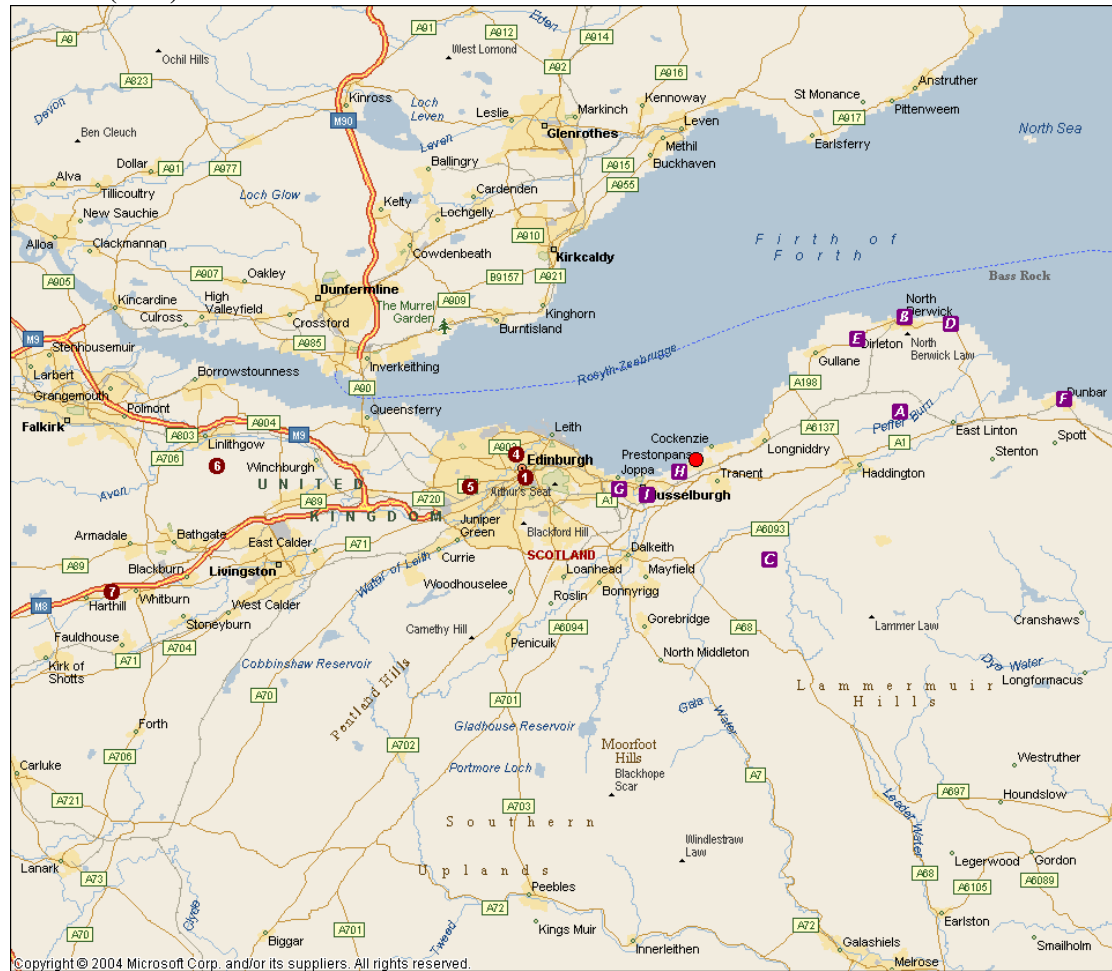 A9
Ochil Hills
A91
A912
Eden
A914
West Lomond
A92
A823
Devon
Kinross
Loch
Leven
Leslie
Markinch
Kennoway
A916
St Monance
Anstruther
Pittenweem
A917
M90
Glenrothes
Leven
Earlsferry
North Sea
Ben Cleuch
Leven
Methil
Buckhaven
Dollar
A91
A977
Ballingry
A915
A955
Alva
Tillicoultry
Loch Glow
Cardenden
Kelty
Lochgelly
New Sauchie
A910
Firth of
Forth
Alloa
Clackmannan
Cowdenbeath
Kirkcaldy
A907
Oakley
B9157
A921
Bass Rock
A905
Dunfermline
Kincardine
High
Valleyfield
The Murrel
Garden
A909
Kinghorn
North
Berwick
Culross
Crossford
Burntisland
B
D
M9
A985
E
Dirleton
North
Berwick Law
Stenhousemuir
Inverkeithing
Gullane
Larbert
Borrowstounness
Rosyth-Zeebrugge
A198
Grangemouth
A90
Dunbar
F
Polmont
Queensferry
A
Peffer Burn
Falkirk
A803
A904
M9
Leith
Cockenzie
A6137
East Linton
Linlithgow
A902
Longniddry
A1
Spott
A706
6
Winchburgh
4
Edinburgh
Prestonpans
Stenton
Joppa
H
Tranent
Haddington
Avon
UNITED
5
1
Arthur's Seat
G
I
Musselburgh
A89
A720
A1
KINGDOM
Juniper
Green
Blackford Hill
A6093
Armadale
Bathgate
East Calder
A71
Currie
SCOTLAND
Dalkeith
C
A89
Blackburn
Livingston
Water of Leith
Woodhouselee
Loanhead
Mayfield
7
Bonnyrigg
M8
Harthill
Whitburn
West Calder
Roslin
Stoneyburn
Gorebridge
A68
Lammer Law
Cranshaws
Fauldhouse
A704
Carnethy Hill
A6094
Penicuik
Kirk of
Shotts
A71
Cobbinshaw Reservoir
North Middleton
Dye Water
Longformacus
A70
A701
Lammermuir
Hills
Pentland Hills
Gala Water
Forth
Gladhouse Reservoir
A706
A702
Moorfoot
Hills
Westruther
Carluke
Portmore Loch
Blackhope
Scar
A7
A697
A721
A703
Houndslow
Southern
Leader Water
Windlestraw
Law
Lanark
Legerwood
Gordon
A73
Uplands
A68
A6089
Clyde
Peebles
A6105
A72
Earlston
A70
A701
Tweed
Kings Muir
A72
Biggar
Innerleithen
Galashiels
Smailholm
Melrose
Copyright © 2004 Microsoft Corp. and/or its suppliers. All rights reserved.